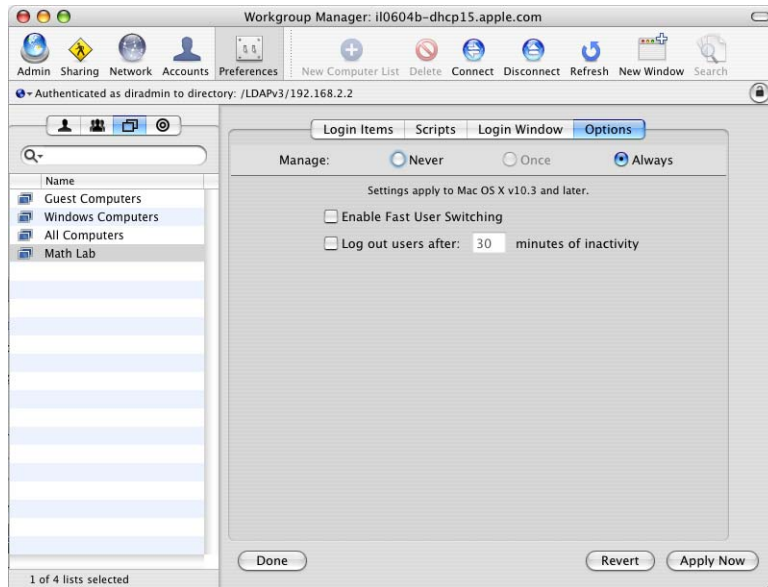 Workgroup Manager: il0604b-dhcp15.apple.com
Admin Sharing Network Accounts Preferences New Computer List Delete Connect Disconnect Refresh New Window Search
Authenticated as diradmin to directory: /LDAPv3/192.168.2.2
Login Items Scripts Login Window Options
Manage: Never Once Always
Settings apply to Mac OS X v10.3 and later.
Enable Fast User Switching
Log out users after: 30 minutes of inactivity
Name
Guest Computers
Windows Computers
All Computers
Math Lab
Done Revert Apply Now
1 of 4 lists selected